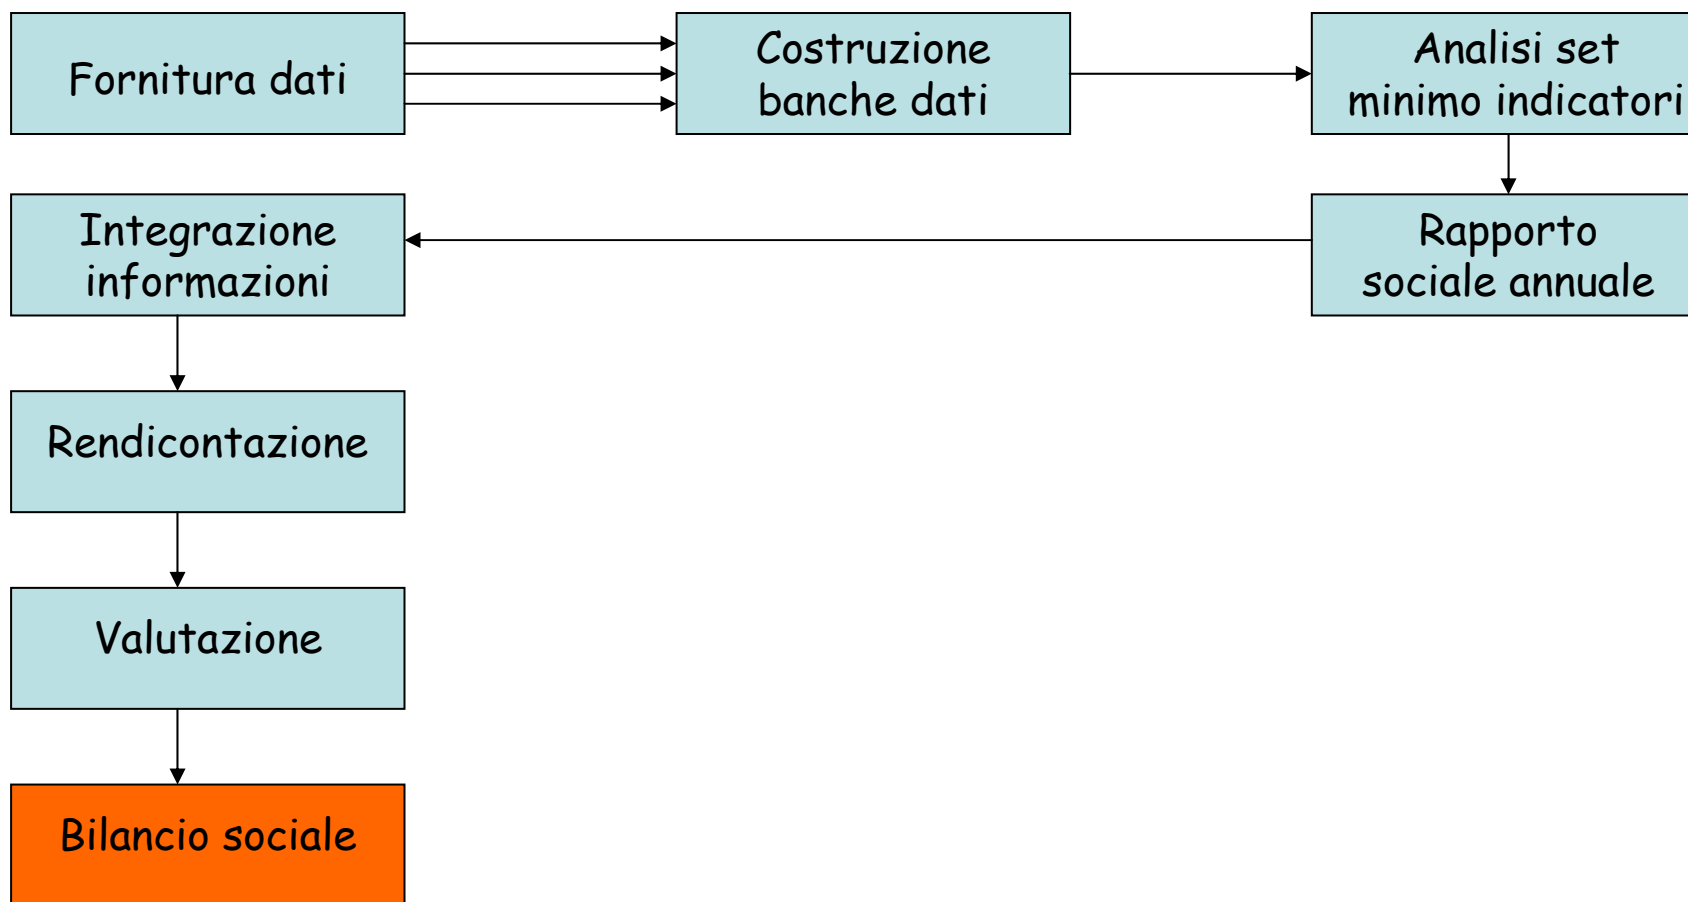 Fornitura dati
Costruzione
banche dati
Analisi set
minimo indicatori
Integrazione
informazioni
Rapporto
sociale annuale
Rendicontazione
Valutazione
Bilancio sociale